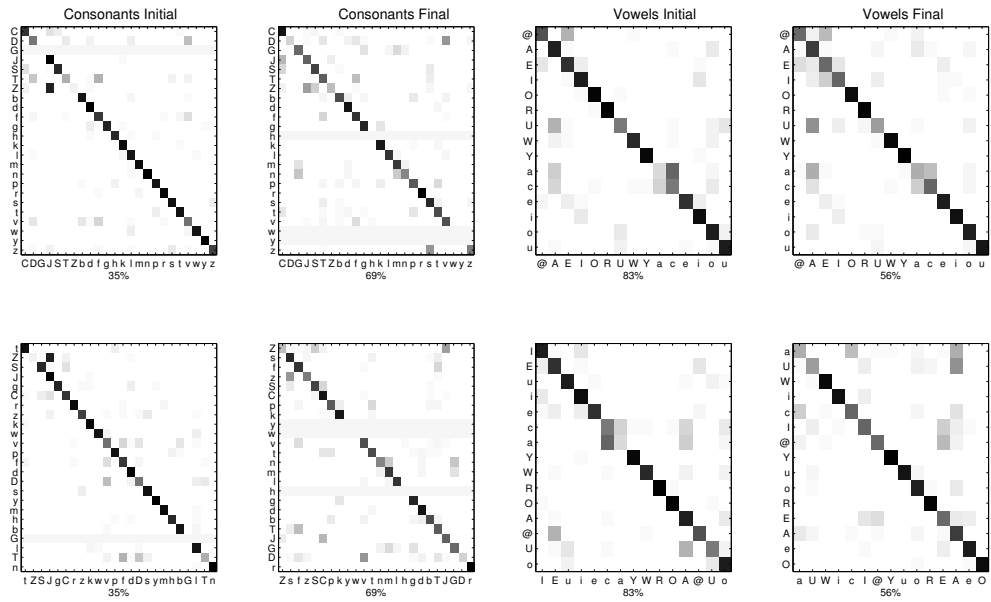 Consonants Initial
C
D
G
J
S
T
Z
b
d
f
g
h
k
l
m
n
p
r
s
t
v
w
y
z
C D G J S T Z b d f g h k l m n p r s t v w y z
35%
Consonants Final
C
D
G
J
S
T
Z
b
d
f
g
h
k
l
m
n
p
r
s
t
v
w
y
z
C D G J S T Z b d f g h k l m n p r s t v w y z
69%
Vowels Initial
@
A
E
I
O
R
U
W
Y
a
c
e
i
o
u
@ A E I O R U W Y a c e i o u
83%
Vowels Final
@
A
E
I
O
R
U
W
Y
a
c
e
i
o
u
@ A E I O R U W Y a c e i o u
56%
t
Z
S
J
g
C
r
z
k
w
v
p
f
d
D
s
y
m
h
b
G
l
T
n
t Z S J g C r z k w v p f d D s y m h b G l T n
35%
Z
s
f
z
S
C
p
k
y
w
v
t
n
m
l
h
g
d
b
T
J
G
D
r
Z s f z S C p k y w v t n m l h g d b T J G D r
69%
I
E
u
i
e
c
a
Y
W
R
O
A
@
U
o
I E u i e c a Y W R O A @ U o
83%
a
U
W
i
c
I
@
Y
u
o
R
E
A
e
O
a U W i c I @ Y u o R E A e O
56%